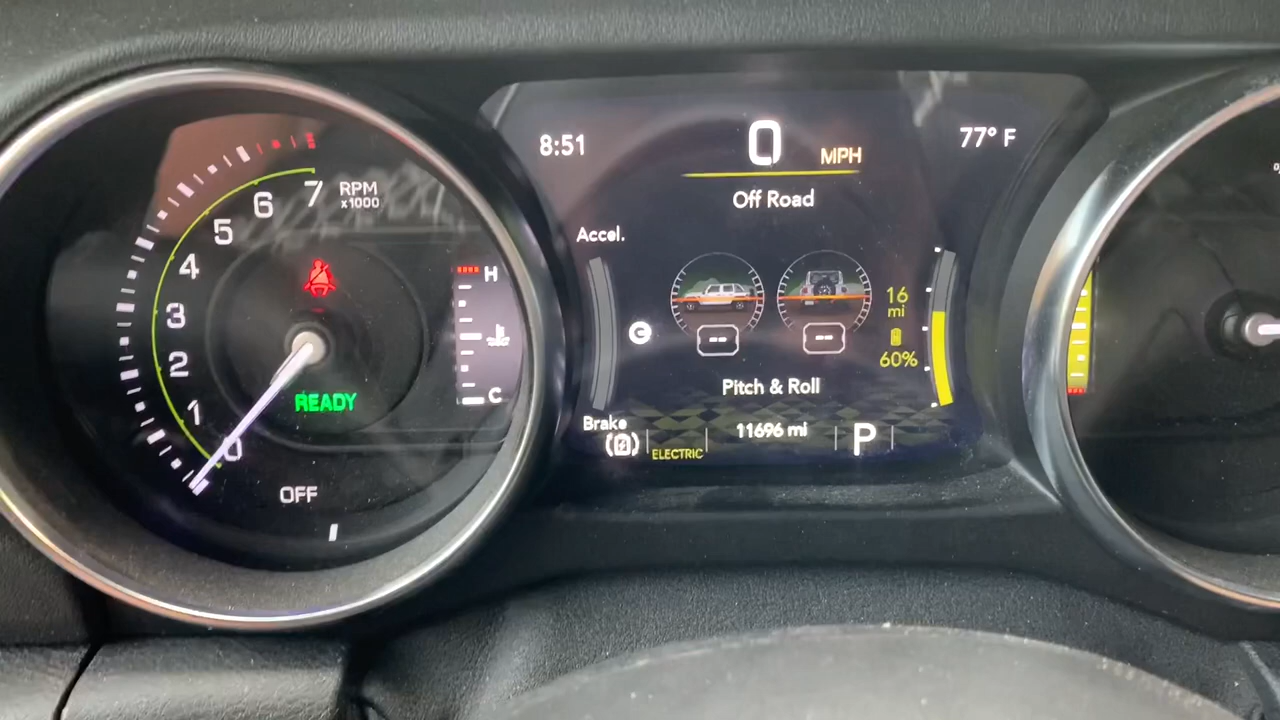 7
6
5
4
3
2
1
0
RPM
x1000
H
C
READY
OFF
8:51
0 MPH
77° F
Off Road
Accel.
16
mi
60%
--
--
Pitch & Roll
Brake
ELECTRIC
11696 mi
P